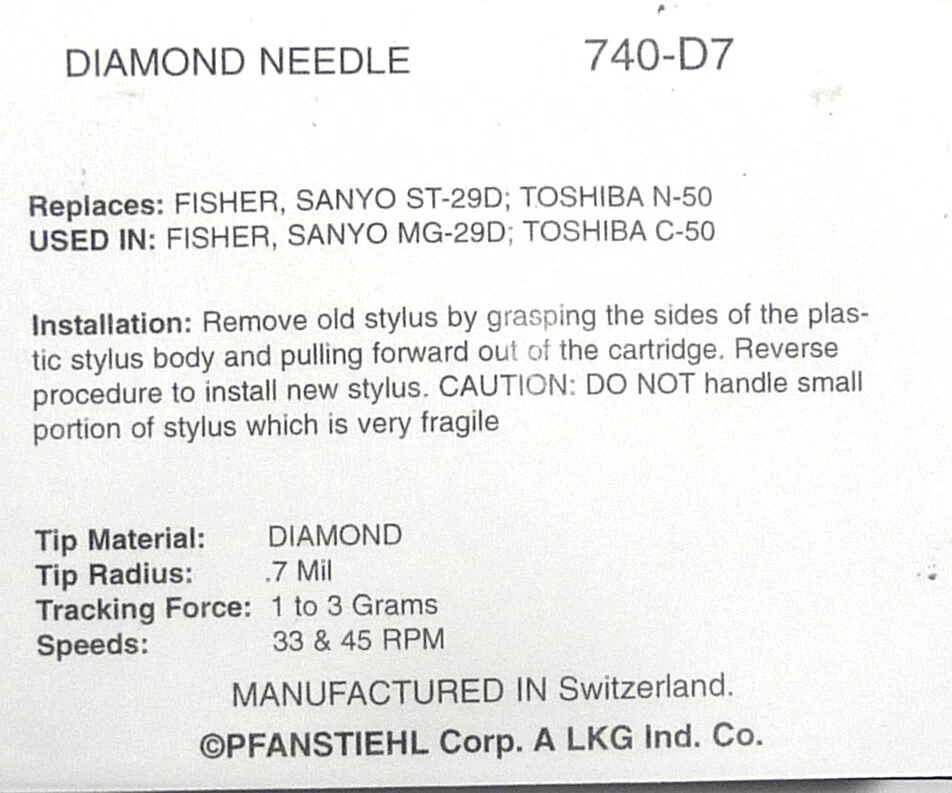 DIAMOND NEEDLE 740-D7
Replaces: FISHER, SANYO ST-29D; TOSHIBA N-50
USED IN: FISHER, SANYO MG-29D; TOSHIBA C-50
Installation: Remove old stylus by grasping the sides of the plas-
tic stylus body and pulling forward out of the cartridge. Reverse
procedure to install new stylus. CAUTION: DO NOT handle small
portion of stylus which is very fragile
Tip Material: DIAMOND
Tip Radius: .7 Mil
Tracking Force: 1 to 3 Grams
Speeds: 33 & 45 RPM
MANUFACTURED IN Switzerland.
©PFANSTIEHL Corp. A LKG Ind. Co.